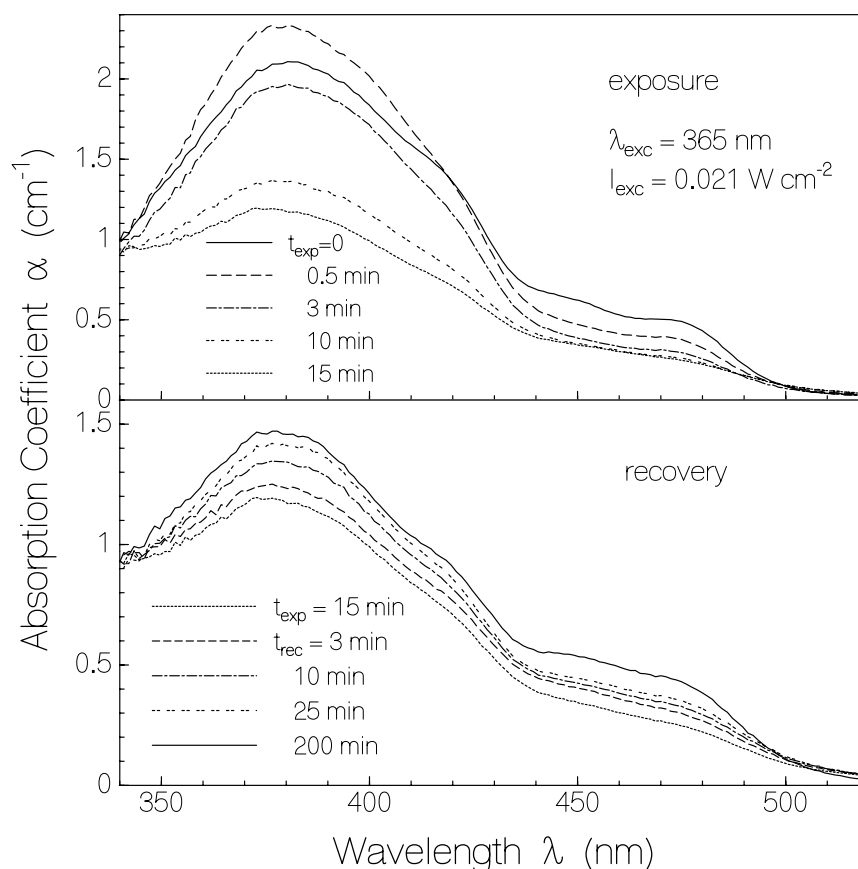 Absorption Coefficient α (cm⁻¹)
2
1.5
1
0.5
0
exposure
λexc = 365 nm
Iexc = 0.021 W cm⁻²
texp=0
0.5 min
3 min
10 min
15 min
1.5
1
0.5
0
recovery
texp = 15 min
trec = 3 min
10 min
25 min
200 min
350 400 450 500
Wavelength λ (nm)